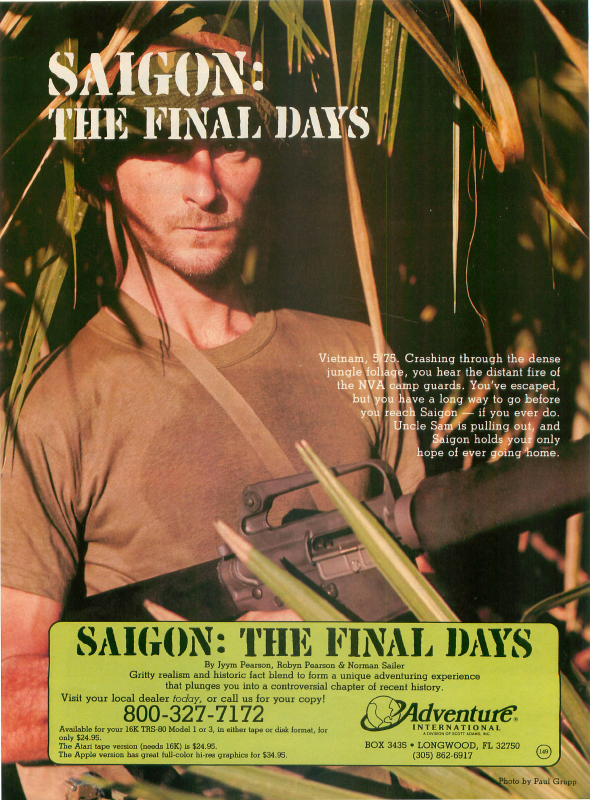 SAIGON:
THE FINAL DAYS
Vietnam, 5/75. Crashing through the dense
jungle foliage, you hear the distant fire of
the NVA camp guards. You've escaped,
but you have a long way to go before
you reach Saigon — if you ever do.
Uncle Sam is pulling out, and
Saigon holds your only
hope of ever going home.
SAIGON: THE FINAL DAYS
By Jyym Pearson, Robyn Pearson & Norman Sailer
Gritty realism and historic fact blend to form a unique adventuring experience
that plunges you into a controversial chapter of recent history.
Visit your local dealer today, or call us for your copy!
800-327-7172
Available for your 16K TRS-80 Model 1 or 3, in either tape or disk format, for
only $24.95.
The Atari tape version (needs 16K) is $24.95.
The Apple version has great full-color hi-res graphics for $34.95.
Adventure®
INTERNATIONAL
A DIVISION OF SCOTT ADAMS, INC.
BOX 3435 • LONGWOOD, FL 32750
(305) 862-6917
149
Photo by Paul Grupp